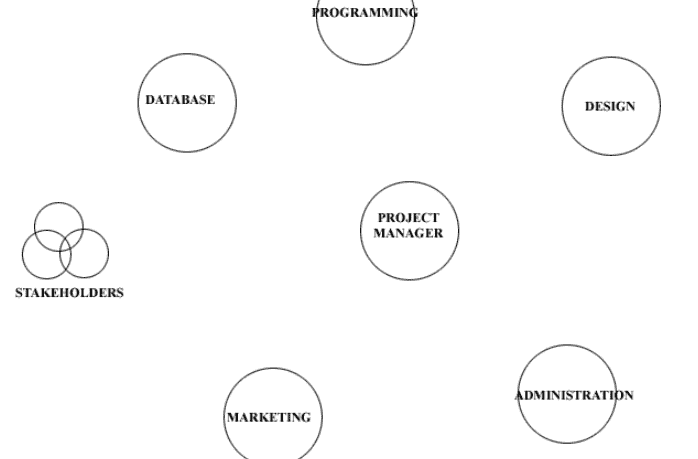 PROGRAMMING
DATABASE
DESIGN
PROJECT
MANAGER
STAKEHOLDERS
ADMINISTRATION
MARKETING